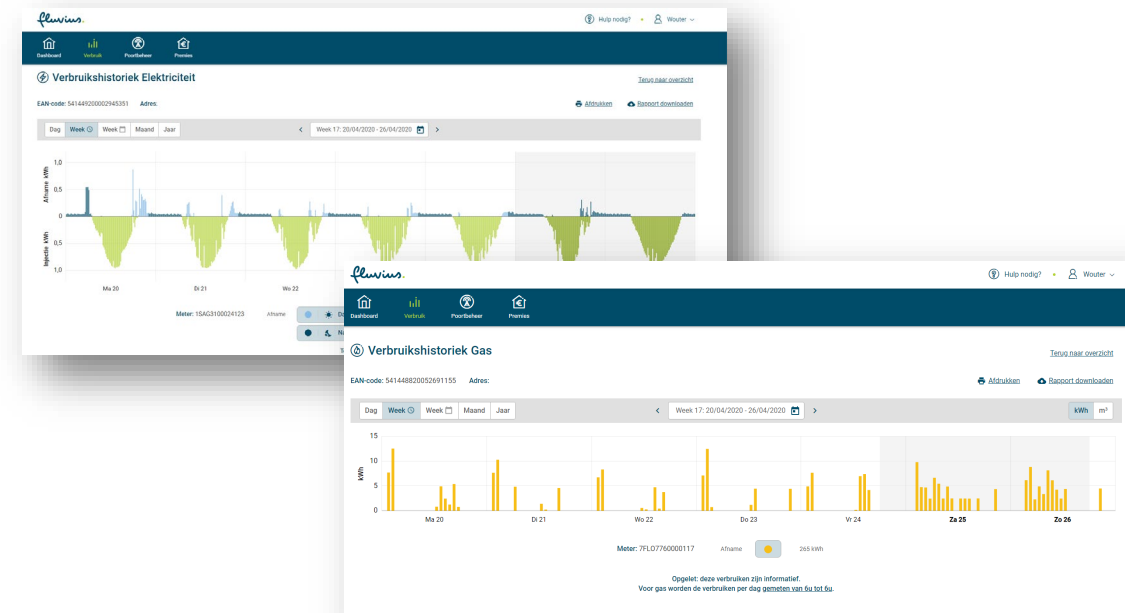 fluvius.
Hulp nodig? • Wouter
Dashboard Verbruik Poortbeheer Premies
Verbruikshistoriek Elektriciteit
Terug naar overzicht
EAN-code: 541449200002945351 Adres:
Afdrukken Rapport downloaden
Dag Week Week Maand Jaar
< Week 17: 20/04/2020 - 26/04/2020 >
Afname kWh
Injectie kWh
1,0
0,5
0
0,5
1,0
Ma 20 Di 21 Wo 22
Meter: 1SAG3100024123 Afname
fluvius.
Hulp nodig? • Wouter
Dashboard Verbruik Poortbeheer Premies
Verbruikshistoriek Gas
Terug naar overzicht
EAN-code: 541448820052691155 Adres:
Afdrukken Rapport downloaden
Dag Week Week Maand Jaar
< Week 17: 20/04/2020 - 26/04/2020 >
kWh m³
kWh
15
10
5
0
Ma 20 Di 21 Wo 22 Do 23 Vr 24 Za 25 Zo 26
Meter: 7FLO7760000117 Afname 265 kWh
Opgelet: deze verbruiken zijn informatief.
Voor gas worden de verbruiken per dag gemeten van 6u tot 6u.